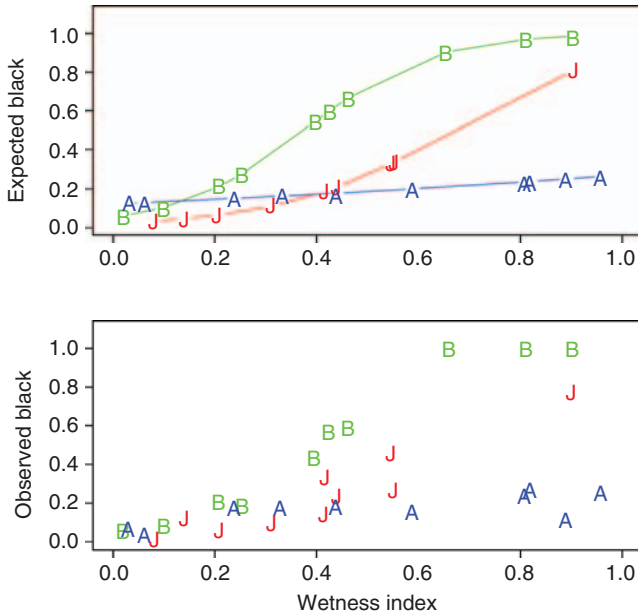 Expected black
1.0
0.8
0.6
0.4
0.2
0.0
B B B B B B B B B B
J J J J J J J J J J
A A A A A A A A A A
0.0 0.2 0.4 0.6 0.8 1.0
Observed black
1.0
0.8
0.6
0.4
0.2
0.0
B B B B B B B B B B
J J J J J J J J J J
A A A A A A A A A A
0.0 0.2 0.4 0.6 0.8 1.0
Wetness index